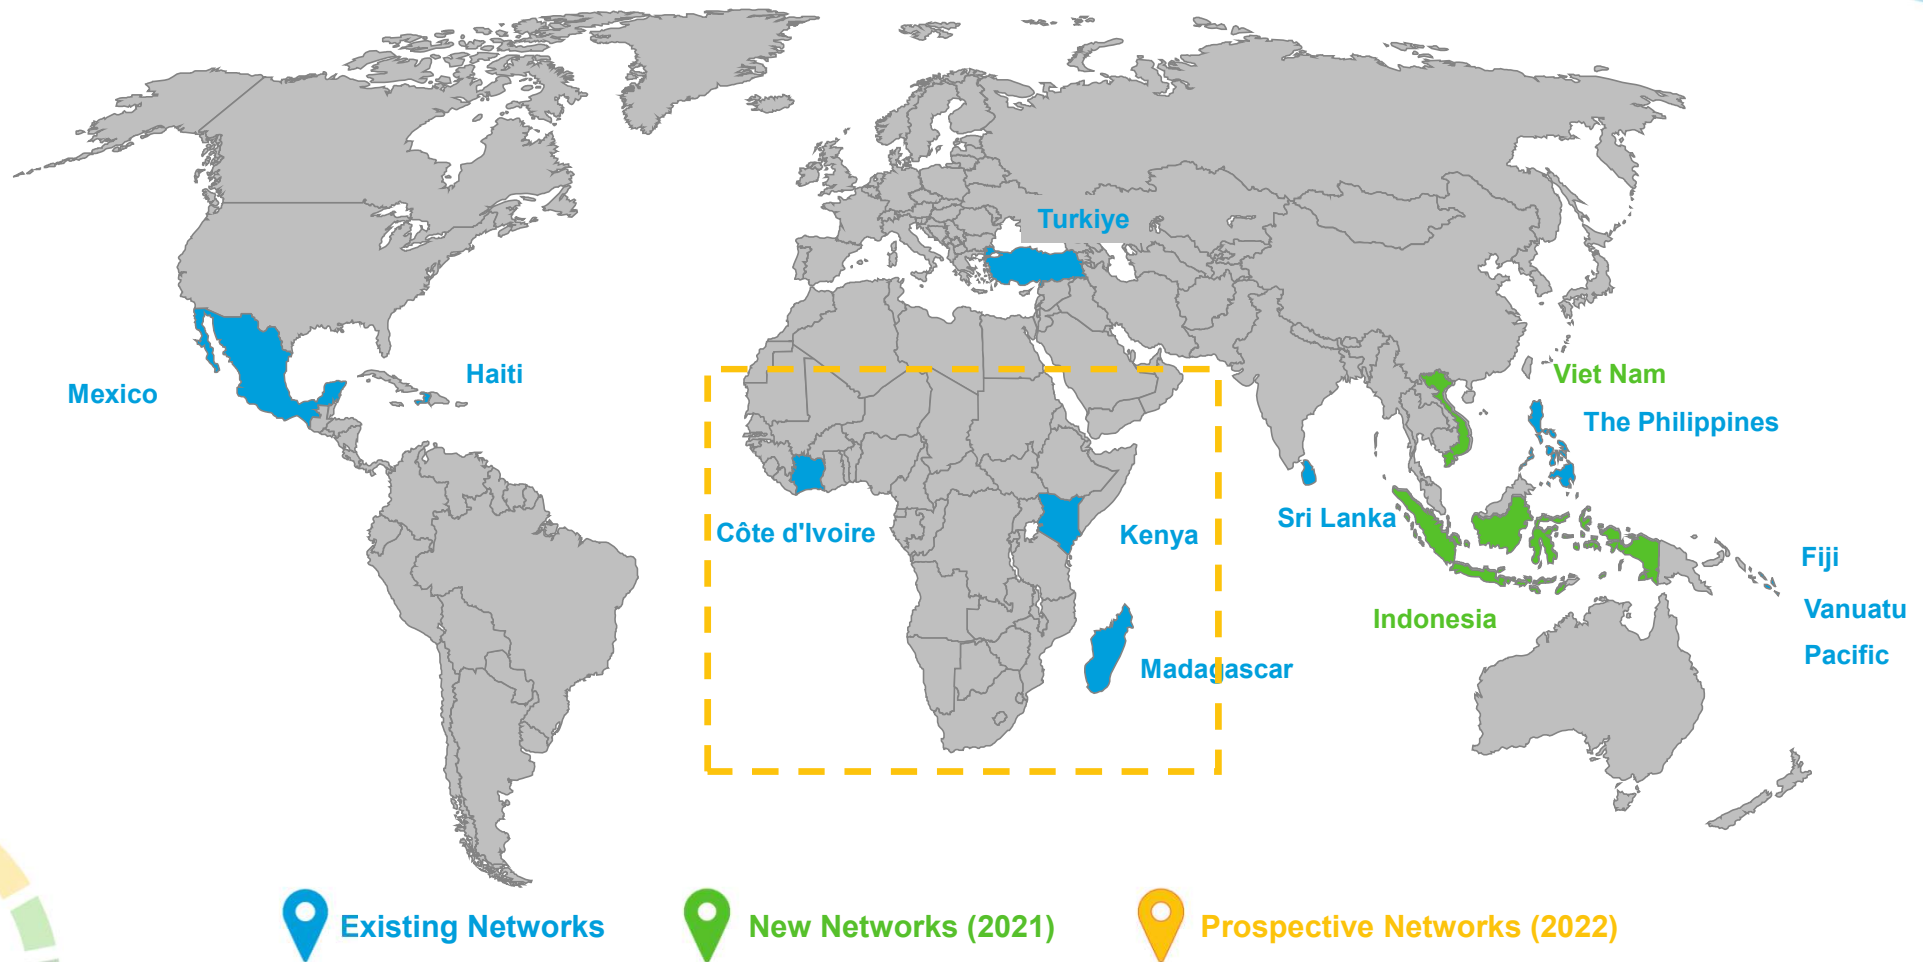 Turkiye
Haiti
Mexico
Viet Nam
The Philippines
Sri Lanka
Côte d'Ivoire
Kenya
Fiji
Vanuatu
Indonesia
Pacific
Madagascar
Existing Networks
New Networks (2021)
Prospective Networks (2022)